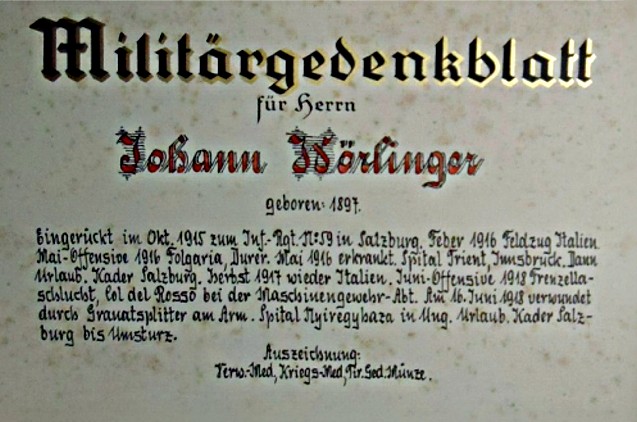 Militärgedenkblatt
für Herrn
Johann Wörlinger
geboren: 1897.
Eingerückt im Okt. 1915 zum Inf.-Rgt. Nº 59 in Salzburg. Feber 1916 Feldzug Italien
Mai-Offensive 1916 Folgaria, Durer. Mai 1916 erkrankt. Spital Trient, Innsbruck. Dann
Urlaub. Kader Salzburg. Herbst 1917 wieder Italien. Juni-Offensive 1918 Frenzella-
schlucht, Col del Rosso bei der Maschinengewehr-Abt. Am 16. Juni 1918 verwundet
durch Granatsplitter am Arm. Spital Nyiregyhaza in Ung. Urlaub. Kader Salz-
burg bis Umsturz.
Auszeichnung:
Verw.-Med, Kriegs-Med, Tir. Ged. Münze.